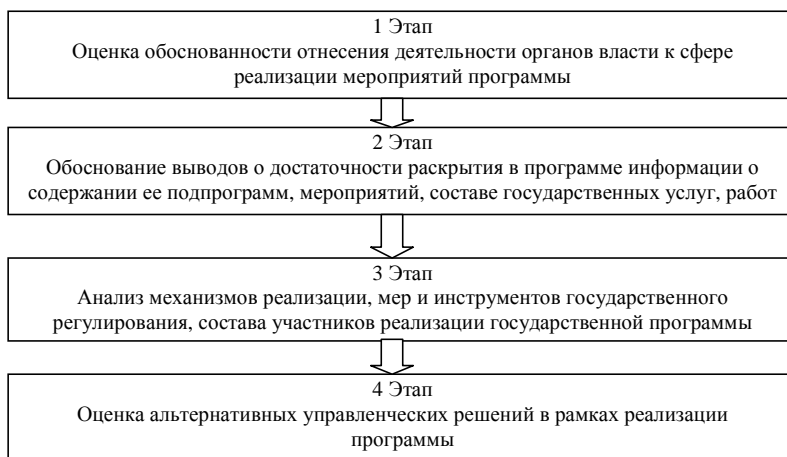 1 Этап
Оценка обоснованности отнесения деятельности органов власти к сфере
реализации мероприятий программы
2 Этап
Обоснование выводов о достаточности раскрытия в программе информации о
содержании ее подпрограмм, мероприятий, составе государственных услуг, работ
3 Этап
Анализ механизмов реализации, мер и инструментов государственного
регулирования, состава участников реализации государственной программы
4 Этап
Оценка альтернативных управленческих решений в рамках реализации
программы